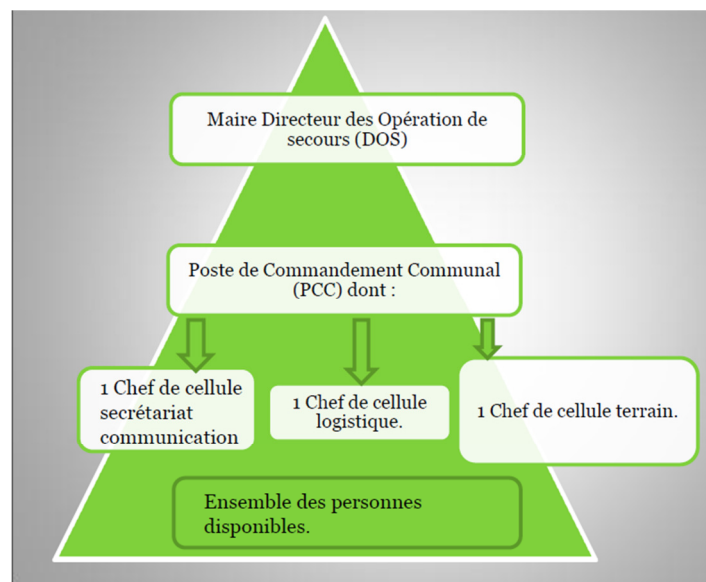 Maire Directeur des Opération de
secours (DOS)
Poste de Commandement Communal
(PCC) dont :
1 Chef de cellule
secrétariat
communication
1 Chef de cellule
logistique.
1 Chef de cellule terrain.
Ensemble des personnes
disponibles.